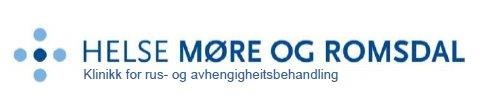 HELSE MØRE OG ROMSDAL
Klinikk for rus- og avhengigheitsbehandling